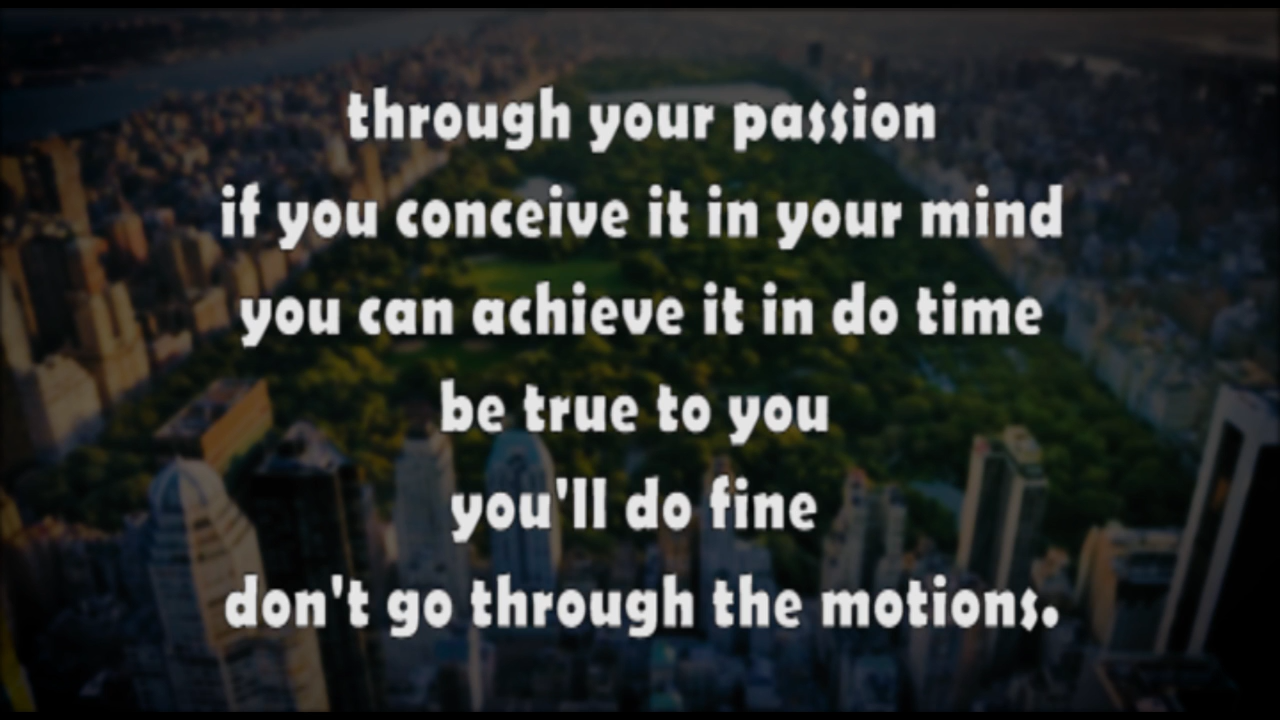 through your passion
if you conceive it in your mind
you can achieve it in do time
be true to you
you'll do fine
don't go through the motions.